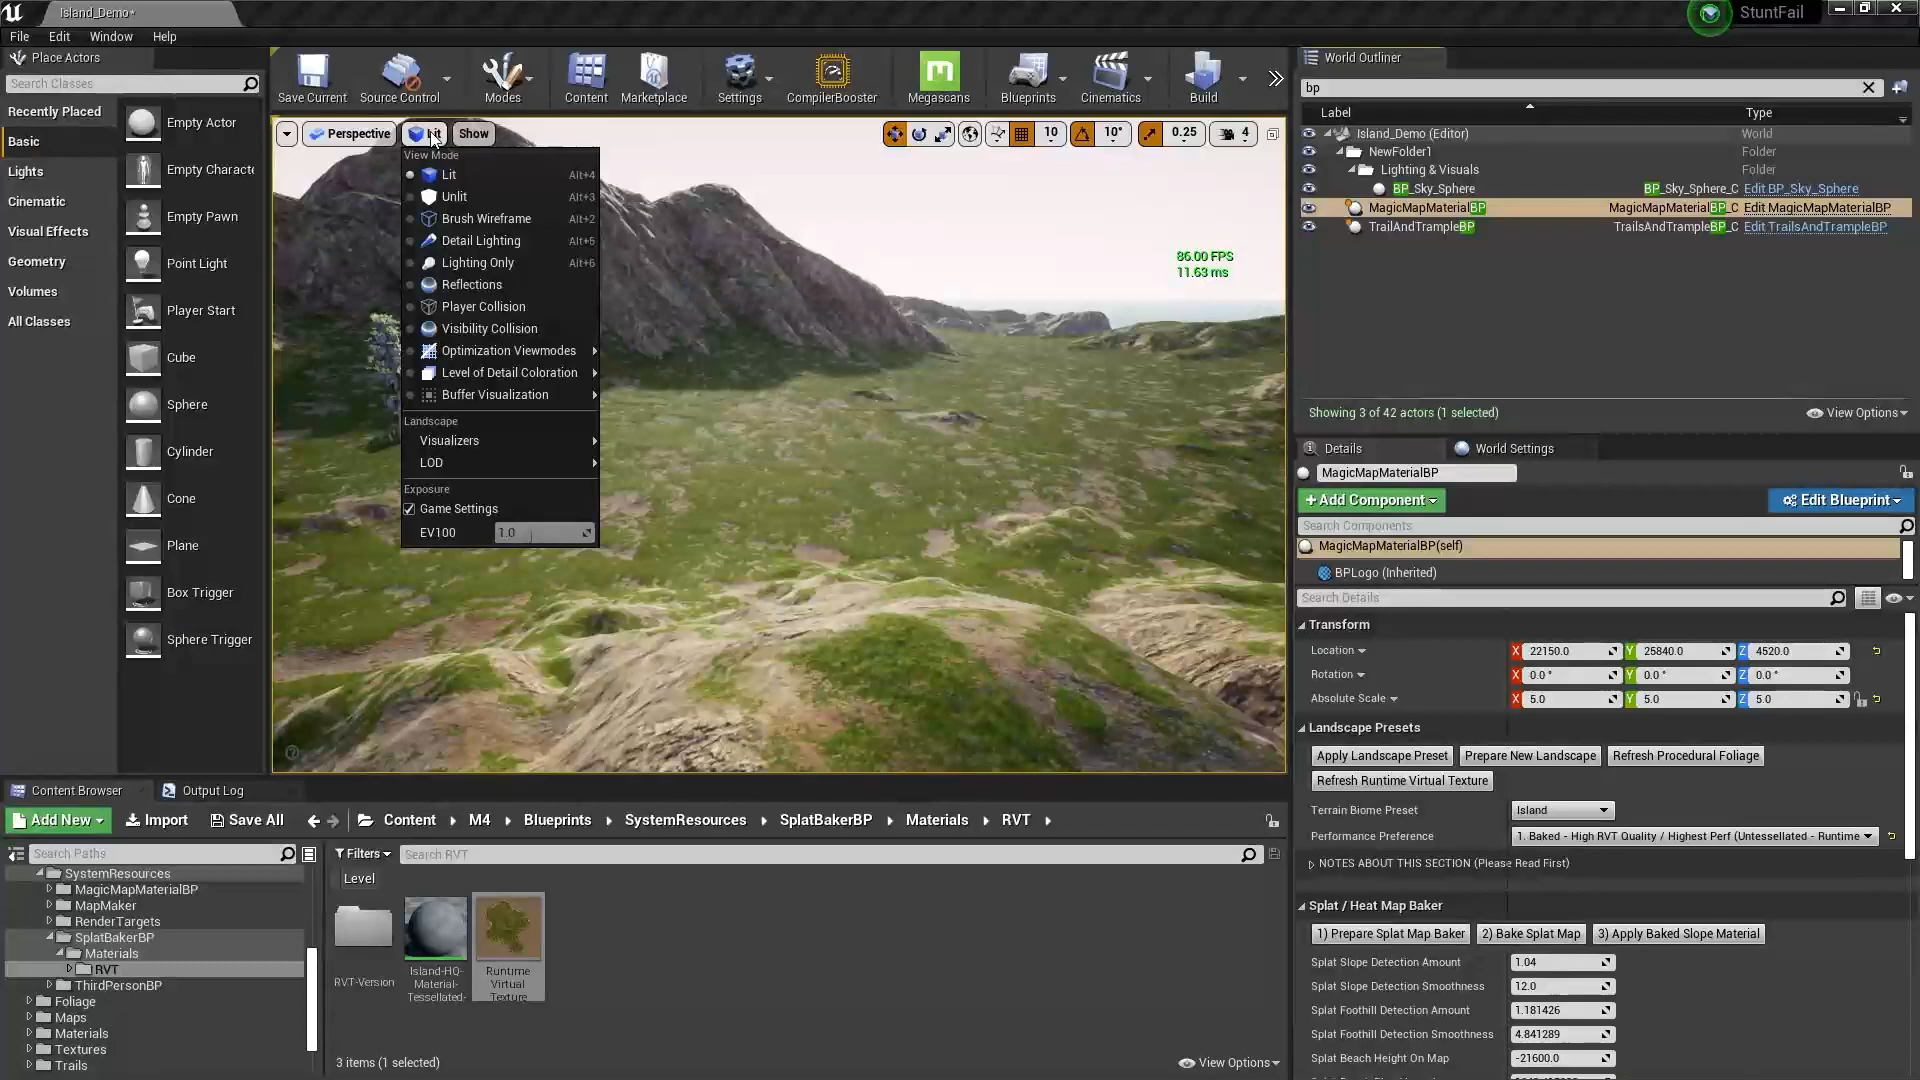 Island_Demo*
StuntFail
File Edit Window Help
Place Actors
Search Classes
Recently Placed
Basic
Lights
Cinematic
Visual Effects
Geometry
Volumes
All Classes
Empty Actor
Empty Characte
Empty Pawn
Point Light
Player Start
Cube
Sphere
Cylinder
Cone
Plane
Box Trigger
Sphere Trigger
Save Current
Source Control
Modes
Content
Marketplace
Settings
CompilerBooster
Megascans
Blueprints
Cinematics
Build
Perspective
Show
10
10°
0.25
4
View Mode
Lit Alt+4
Unlit Alt+3
Brush Wireframe Alt+2
Detail Lighting Alt+5
Lighting Only Alt+6
Reflections
Player Collision
Visibility Collision
Optimization Viewmodes
Level of Detail Coloration
Buffer Visualization
Landscape
Visualizers
LOD
Exposure
Game Settings
EV100 1.0
86.00 FPS
11.63 ms
World Outliner
bp
Label Type
Island_Demo (Editor) World
NewFolder1 Folder
Lighting & Visuals Folder
BP_Sky_Sphere BP_Sky_Sphere_C Edit BP_Sky_Sphere
MagicMapMaterialBP MagicMapMaterialBP_C Edit MagicMapMaterialBP
TrailAndTrampleBP TrailsAndTrampleBP_C Edit TrailsAndTrampleBP
Showing 3 of 42 actors (1 selected) View Options
Details World Settings
MagicMapMaterialBP
+Add Component Edit Blueprint
Search Components
MagicMapMaterialBP(self)
BPLogo (Inherited)
Search Details
Transform
Location X 22150.0 Y 25840.0 Z 4520.0
Rotation X 0.0 ° Y 0.0 ° Z 0.0 °
Absolute Scale X 5.0 Y 5.0 Z 5.0
Landscape Presets
Apply Landscape Preset Prepare New Landscape Refresh Procedural Foliage
Refresh Runtime Virtual Texture
Terrain Biome Preset Island
Performance Preference 1. Baked - High RVT Quality / Highest Perf (Untessellated - Runtime
NOTES ABOUT THIS SECTION (Please Read First)
Splat / Heat Map Baker
1) Prepare Splat Map Baker 2) Bake Splat Map 3) Apply Baked Slope Material
Splat Slope Detection Amount 1.04
Splat Slope Detection Smoothness 12.0
Splat Foothill Detection Amount 1.181426
Splat Foothill Detection Smoothness 4.841289
Splat Beach Height On Map -21600.0
Content Browser Output Log
Add New Import Save All Content M4 Blueprints SystemResources SplatBakerBP Materials RVT
Search Paths
SystemResources
MagicMapMaterialBP
MapMaker
RenderTargets
SplatBakerBP
Materials
RVT
ThirdPersonBP
Foliage
Maps
Materials
Textures
Trails
Filters Search RVT
Level
RVT-Version
Island-HQ-
Material-
Tessellated-
Runtime
Virtual
Texture
3 items (1 selected) View Options